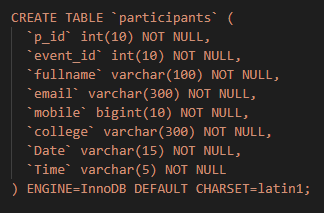 CREATE TABLE `participants` (
  `p_id` int(10) NOT NULL,
  `event_id` int(10) NOT NULL,
  `fullname` varchar(100) NOT NULL,
  `email` varchar(300) NOT NULL,
  `mobile` bigint(10) NOT NULL,
  `college` varchar(300) NOT NULL,
  `Date` varchar(15) NOT NULL,
  `Time` varchar(5) NOT NULL
) ENGINE=InnoDB DEFAULT CHARSET=latin1;